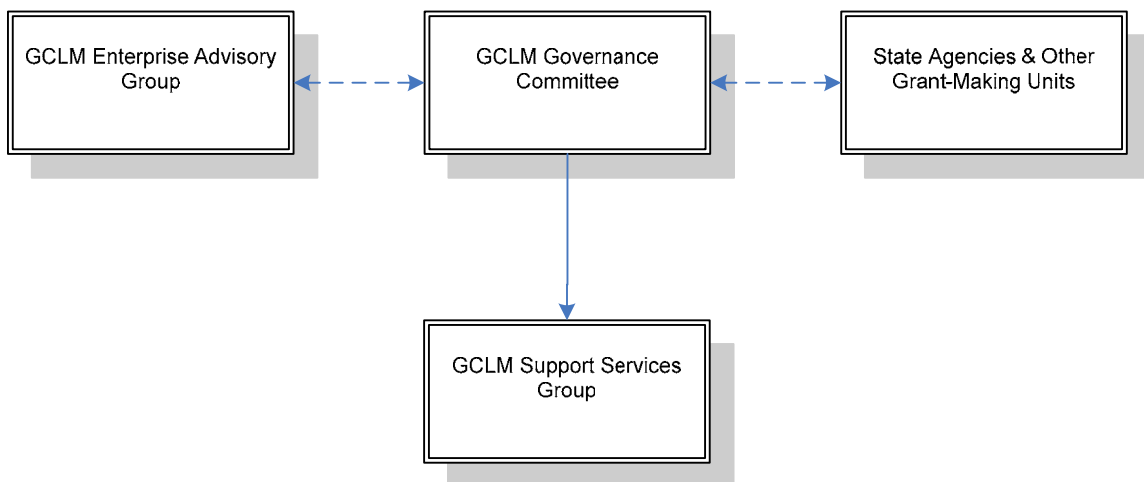 GCLM Enterprise Advisory
Group
GCLM Governance
Committee
State Agencies & Other
Grant-Making Units
GCLM Support Services
Group